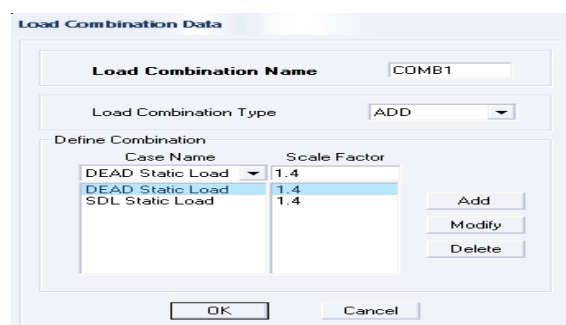 Load Combination Data
Load Combination Name COMB1
Load Combination Type ADD
Define Combination
Case Name Scale Factor
DEAD Static Load 1.4
DEAD Static Load 1.4
SDL Static Load 1.4
Add
Modify
Delete
OK Cancel